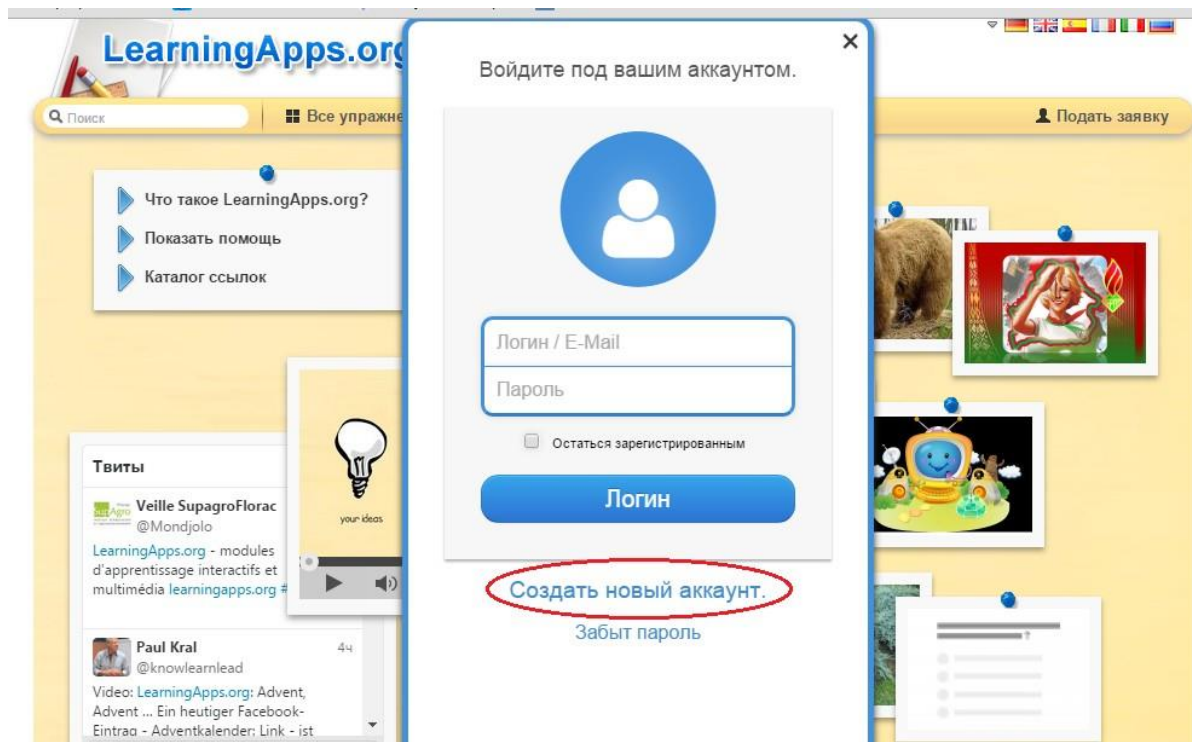 LearningApps.org
Поиск
Все упражне
Подать заявку
Что такое LearningApps.org?
Показать помощь
Каталог ссылок
Твиты
Veille SupagroFlorac
@Mondjolo
LearningApps.org - modules
d'apprentissage interactifs et
multimédia learningapps.org #
Paul Kral
4ч
@knowlearnlead
Video: LearningApps.org: Advent,
Advent ... Ein heutiger Facebook-
Eintrag - Adventkalender: Link - ist
your ideas
Войдите под вашим аккаунтом.
Логин / E-Mail
Пароль
Остаться зарегистрированным
Логин
Создать новый аккаунт.
Забыт пароль